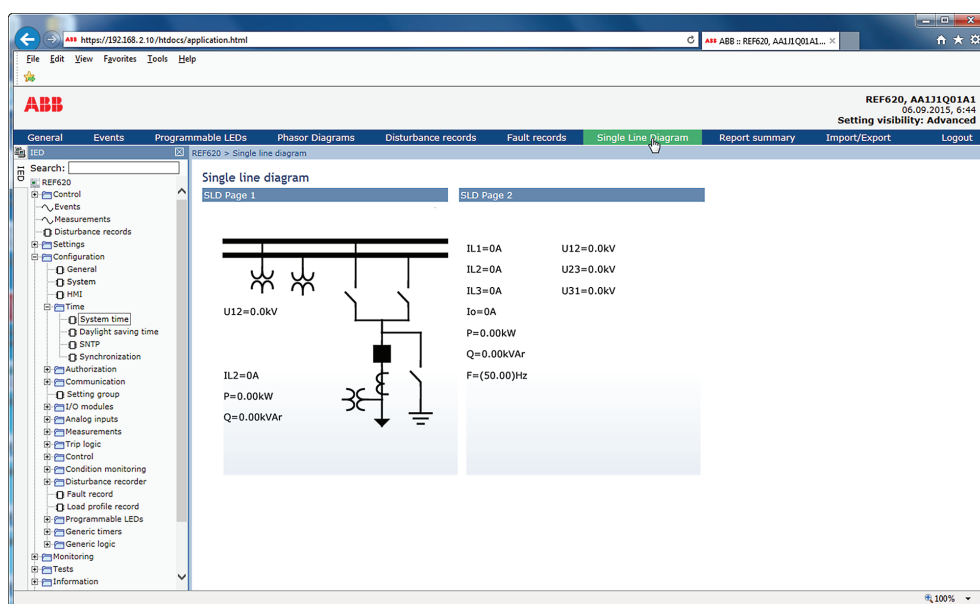 https://192.168.2.10/htdocs/application.html
ABB :: REF620, AA1J1Q01A1...
File Edit View Favorites Tools Help
ABB
REF620, AA1J1Q01A1
06.09.2015, 6:44
Setting visibility: Advanced
General Events Programmable LEDs Phasor Diagrams Disturbance records Fault records Single Line Diagram Report summary Import/Export Logout
IED
IED
REF620 > Single line diagram
Search:
REF620
Control
Events
Measurements
Disturbance records
Settings
Configuration
General
System
HMI
Time
System time
Daylight saving time
SNTP
Synchronization
Authorization
Communication
Setting group
I/O modules
Analog inputs
Measurements
Trip logic
Control
Condition monitoring
Disturbance recorder
Fault record
Load profile record
Programmable LEDs
Generic timers
Generic logic
Monitoring
Tests
Information
Single line diagram
SLD Page 1
U12=0.0kV
IL2=0A
P=0.00kW
Q=0.00kVAr
SLD Page 2
IL1=0A U12=0.0kV
IL2=0A U23=0.0kV
IL3=0A U31=0.0kV
Io=0A
P=0.00kW
Q=0.00kVAr
F=(50.00)Hz
100%